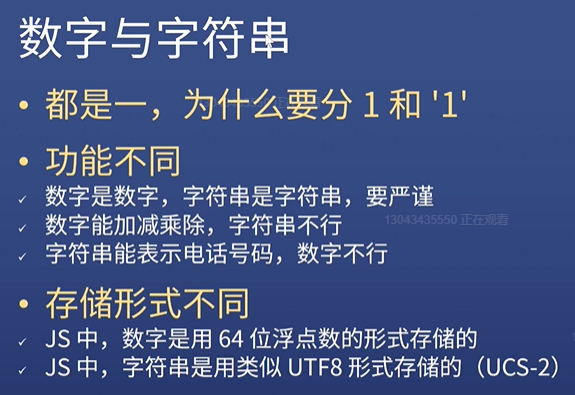 数字与字符串
• 都是一，为什么要分 1 和 '1'
• 功能不同
✓ 数字是数字，字符串是字符串，要严谨
✓ 数字能加减乘除，字符串不行
13043435550 正在观看
✓ 字符串能表示电话号码，数字不行
• 存储形式不同
✓ JS 中，数字是用 64 位浮点数的形式存储的
✓ JS 中，字符串是用类似 UTF8 形式存储的（UCS-2）